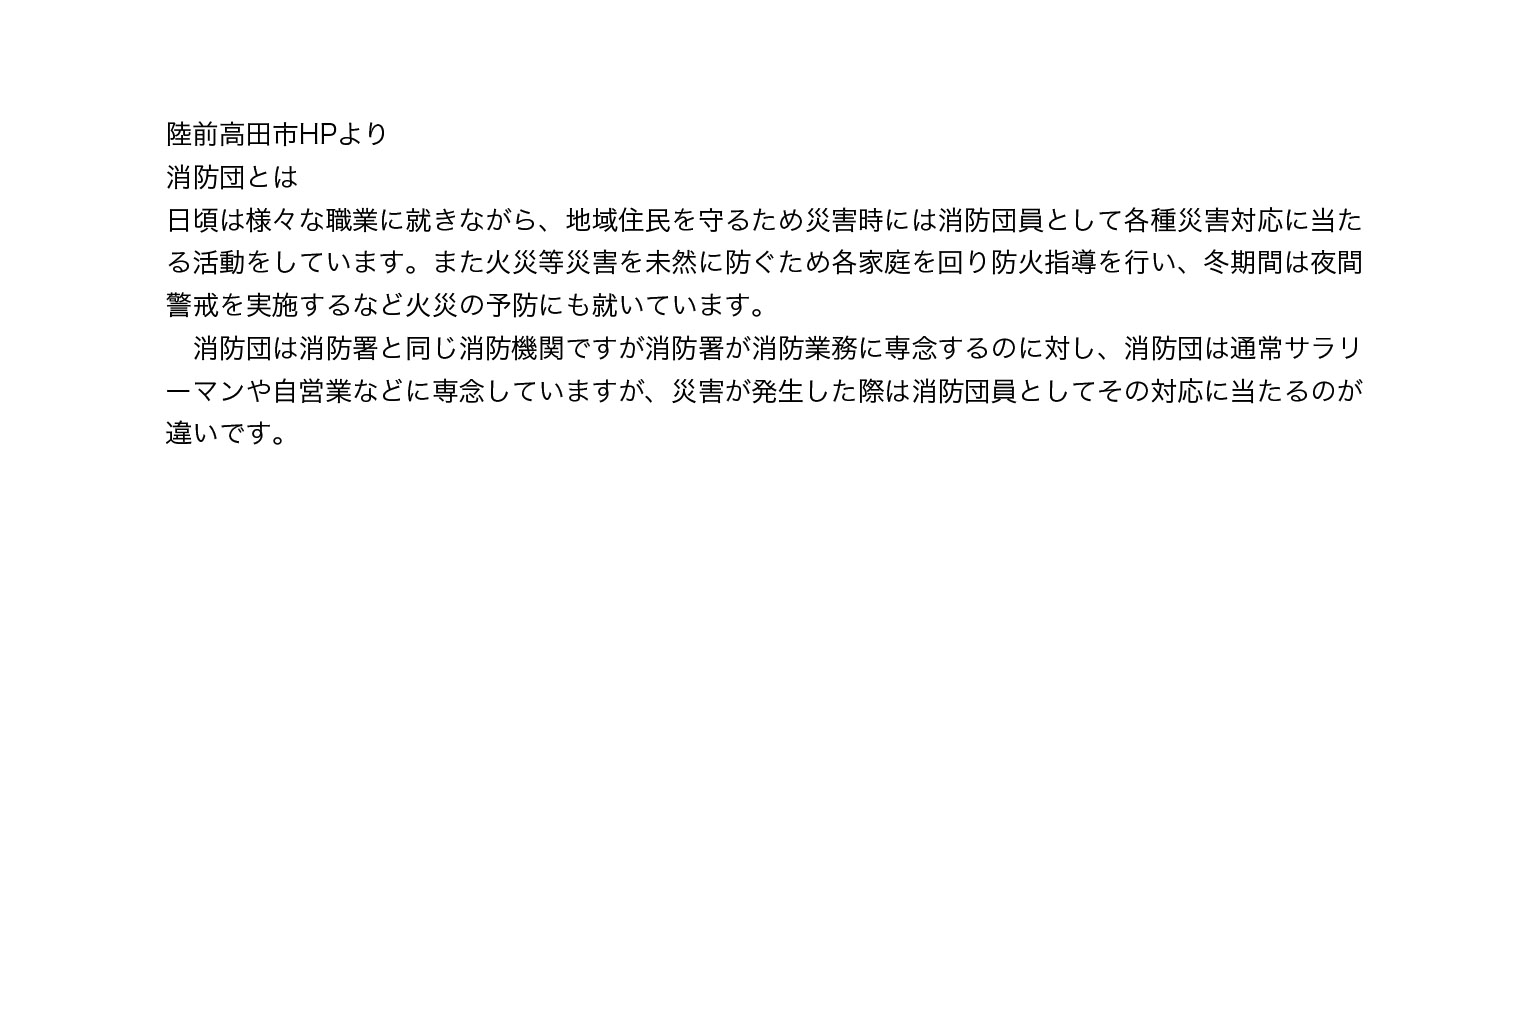 陸前高田市HPより
消防団とは
日頃は様々な職業に就きながら、地域住民を守るため災害時には消防団員として各種災害対応に当た
る活動をしています。また火災等災害を未然に防ぐため各家庭を回り防火指導を行い、冬期間は夜間
警戒を実施するなど火災の予防にも就いています。
　消防団は消防署と同じ消防機関ですが消防署が消防業務に専念するのに対し、消防団は通常サラリ
ーマンや自営業などに専念していますが、災害が発生した際は消防団員としてその対応に当たるのが
違いです。